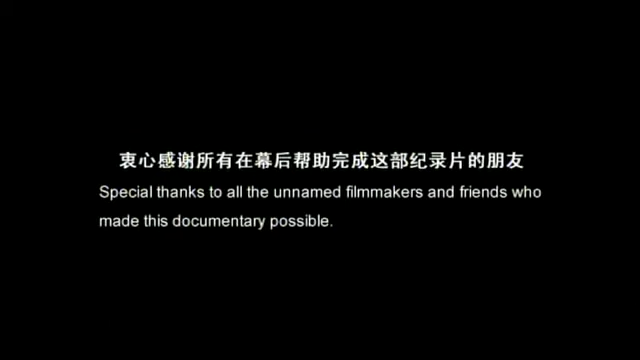 衷心感谢所有在幕后帮助完成这部纪录片的朋友
Special thanks to all the unnamed filmmakers and friends who
made this documentary possible.